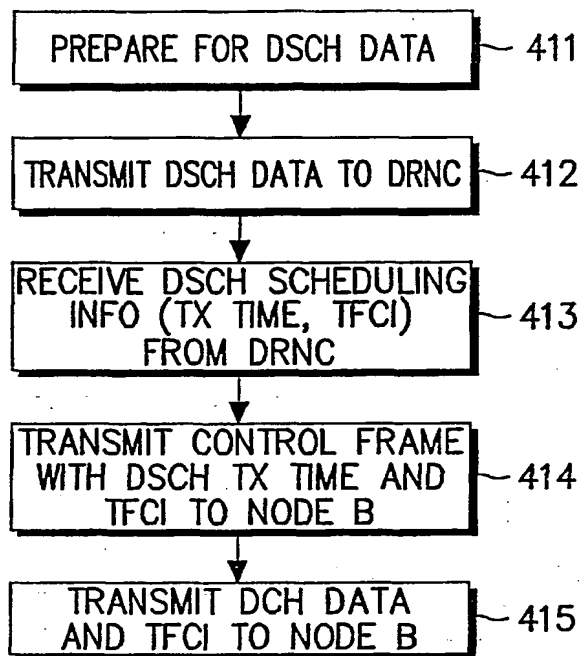 PREPARE FOR DSCH DATA
411
TRANSMIT DSCH DATA TO DRNC
412
RECEIVE DSCH SCHEDULING
INFO (TX TIME, TFCI)
FROM DRNC
413
TRANSMIT CONTROL FRAME
WITH DSCH TX TIME AND
TFCI TO NODE B
414
TRANSMIT DCH DATA
AND TFCI TO NODE B
415